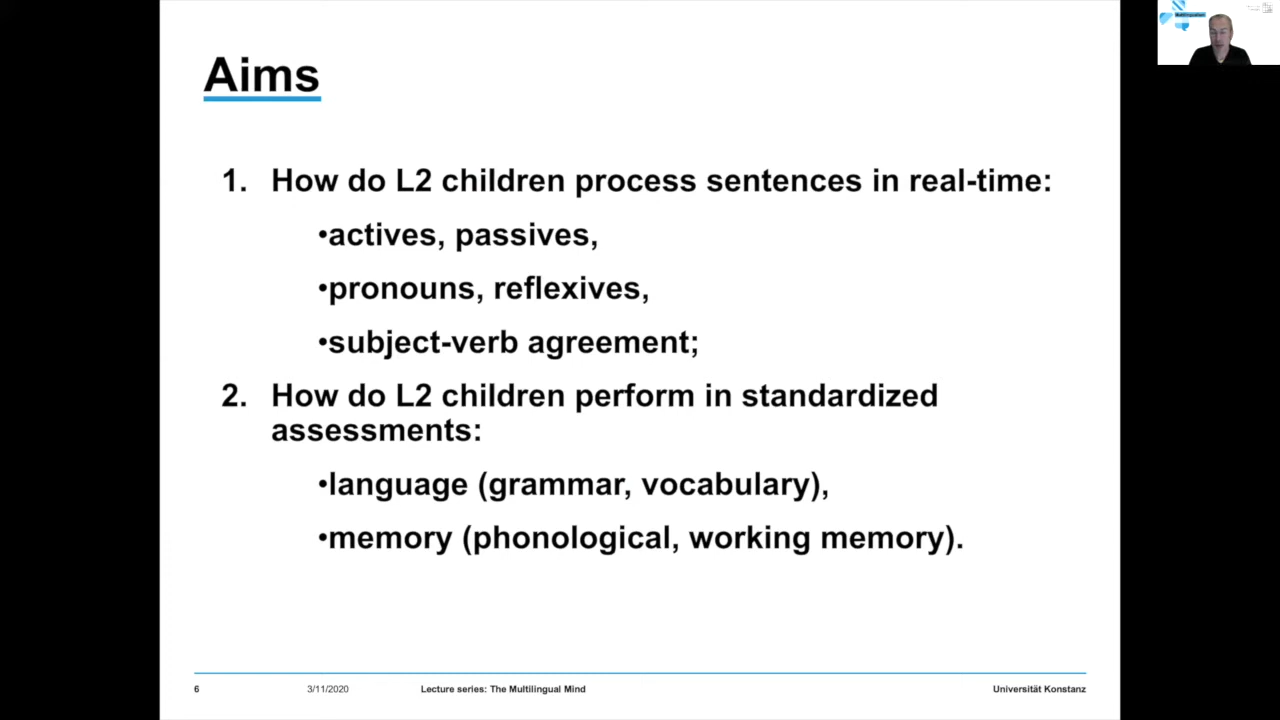 Aims
1. How do L2 children process sentences in real-time:
•actives, passives,
•pronouns, reflexives,
•subject-verb agreement;
2. How do L2 children perform in standardized
assessments:
•language (grammar, vocabulary),
•memory (phonological, working memory).
6 3/11/2020 Lecture series: The Multilingual Mind Universität Konstanz